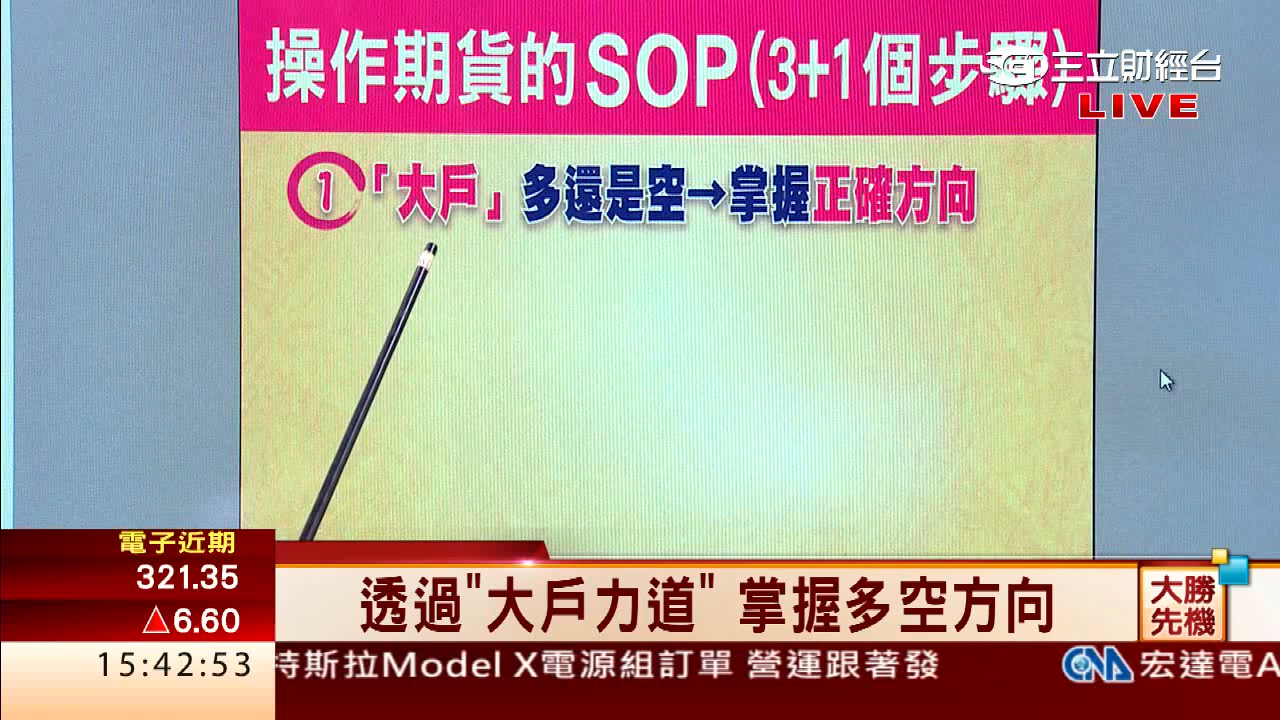 操作期貨的SOP(3+1個步驟)
三立財經台
LIVE
1「大戶」多還是空→掌握正確方向
電子近期
321.35
△6.60
透過"大戶力道" 掌握多空方向
大勝
先機
15:42:53
特斯拉Model X電源組訂單 營運跟著發
CNA 宏達電A